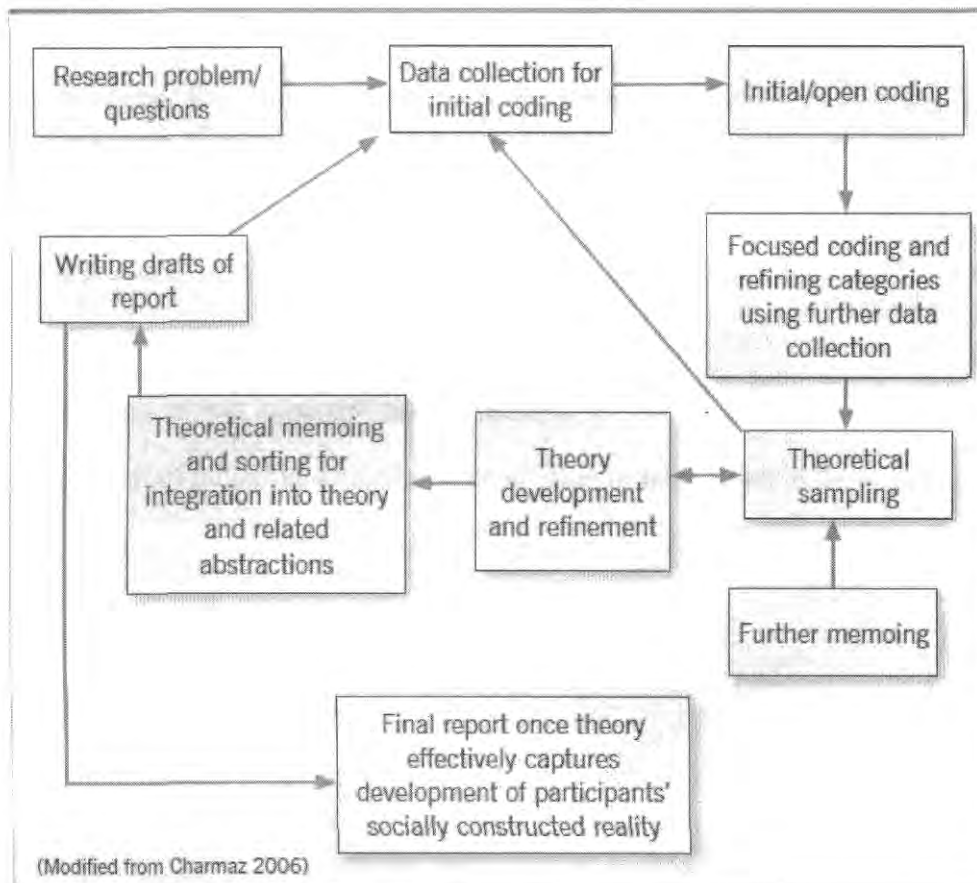 Research problem/
questions
Data collection for
initial coding
Initial/open coding
Writing drafts of
report
Focused coding and
refining categories
using further data
collection
Theoretical memoing
and sorting for
integration into theory
and related
abstractions
Theory
development
and refinement
Theoretical
sampling
Further memoing
Final report once theory
effectively captures
development of participants'
socially constructed reality
(Modified from Charmaz 2006)